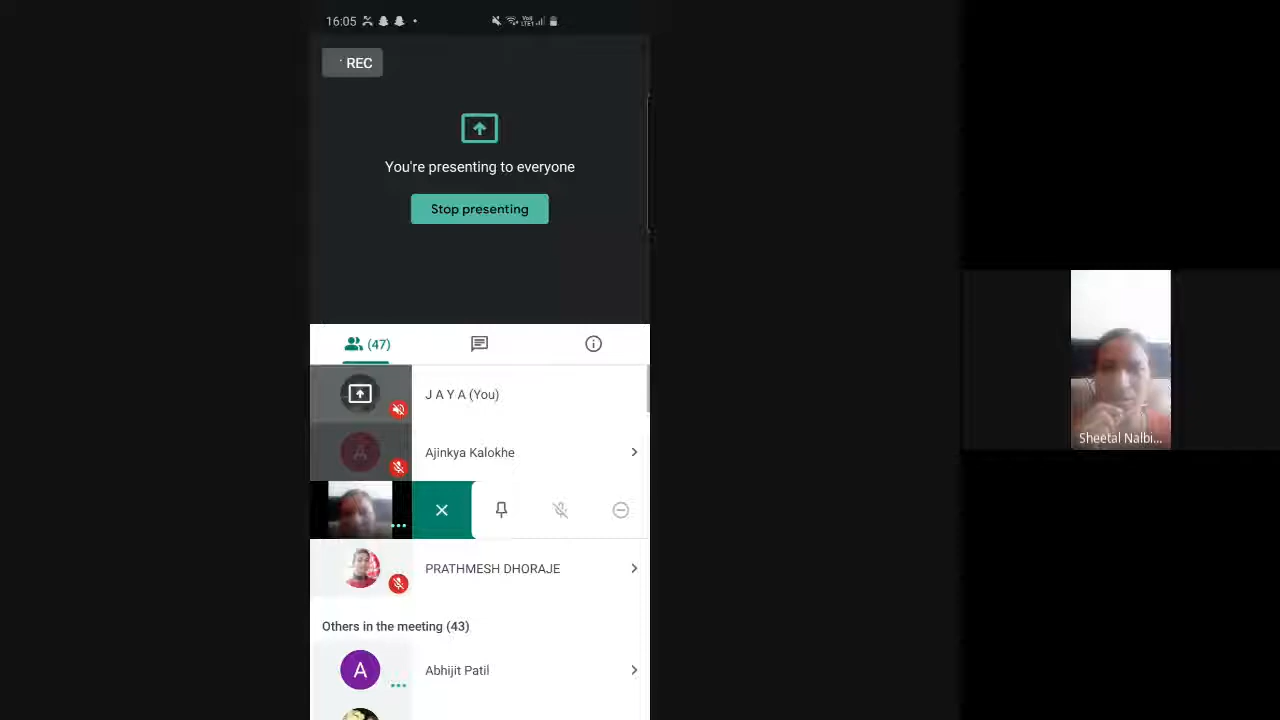 16:05
REC
You're presenting to everyone
Stop presenting
(47)
J A Y A (You)
A
Ajinkya Kalokhe
PRATHMESH DHORAJE
Others in the meeting (43)
A
Abhijit Patil
Sheetal Nalbi...